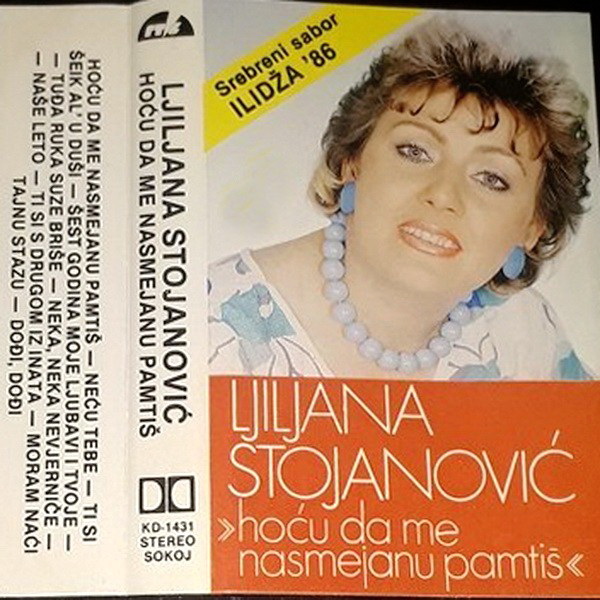 HOĆU DA ME NASMEJANU PAMTIŠ — NEĆU TEBE — TI SI
ŠEIK AL' U DUŠI — ŠEST GODINA MOJE LJUBAVI I TVOJE —
— TUĐA RUKA SUZE BRIŠE — NEKA, NEKA NEVJERNIČE —
— NAŠE LETO — TI SI S DRUGOM IZ INATA — MORAM NAĆI
TAJNU STAZU — DOĐI, DOĐI
LJILJANA STOJANOVIĆ
HOĆU DA ME NASMEJANU PAMTIŠ
KD-1431
STEREO
SOKOJ
Srebreni sabor
ILIDŽA '86
LJILJANA
STOJANOVIĆ
»hoću da me
nasmejanu pamtiš«